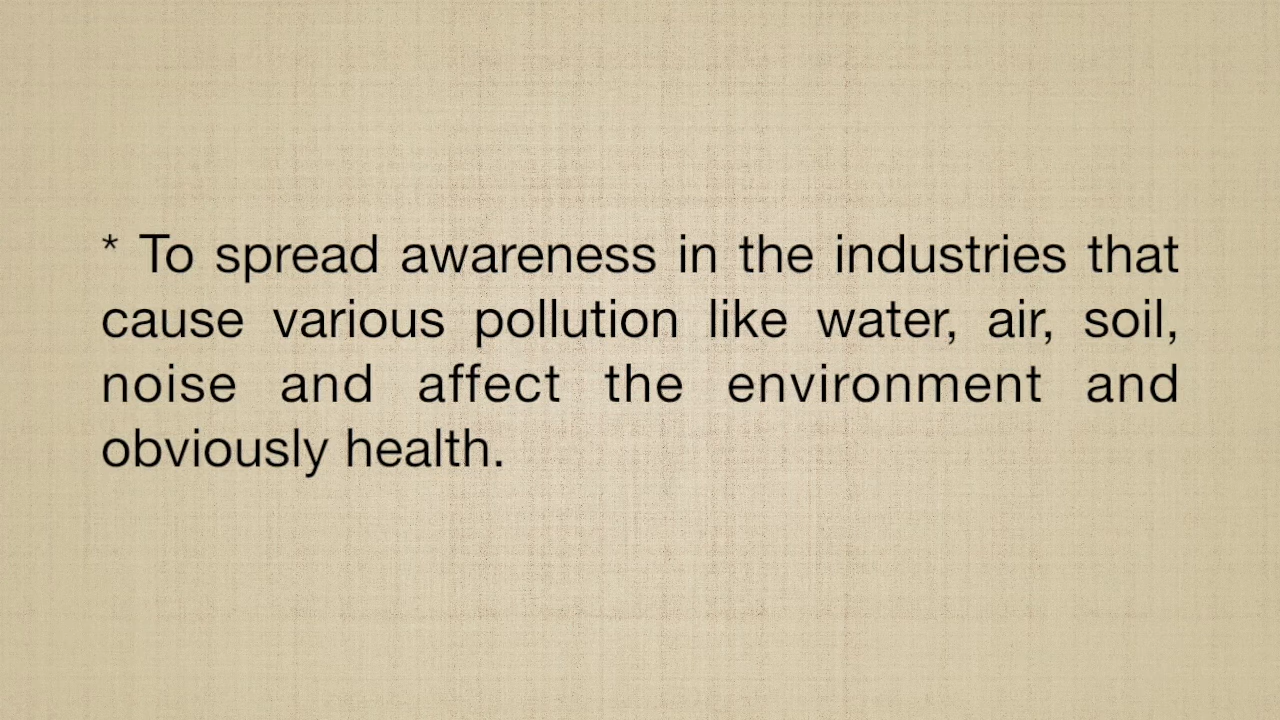 * To spread awareness in the industries that
cause various pollution like water, air, soil,
noise and affect the environment and
obviously health.